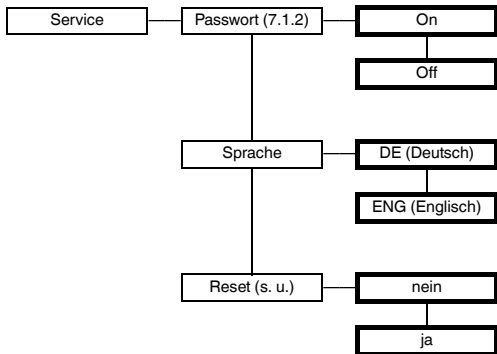 Service
Passwort (7.1.2)
On
Off
Sprache
DE (Deutsch)
ENG (Englisch)
Reset (s. u.)
nein
ja